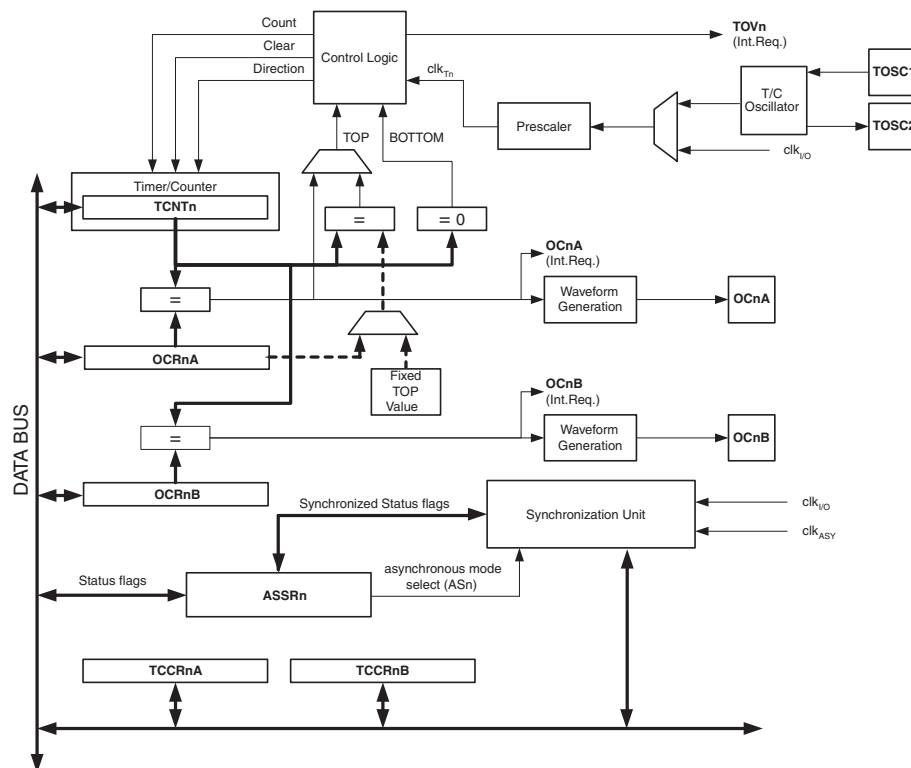 Count
Clear
Direction
Control Logic
clkTn
TOVn
(Int.Req.)
TOSC1
T/C
Oscillator
TOSC2
Prescaler
clkI/O
TOP
BOTTOM
Timer/Counter
TCNTn
=
= 0
OCnA
(Int.Req.)
=
Waveform
Generation
OCnA
OCRnA
Fixed
TOP
Value
OCnB
(Int.Req.)
=
Waveform
Generation
OCnB
DATA BUS
OCRnB
Synchronized Status flags
Synchronization Unit
clkI/O
clkASY
Status flags
ASSRn
asynchronous mode
select (ASn)
TCCRnA
TCCRnB